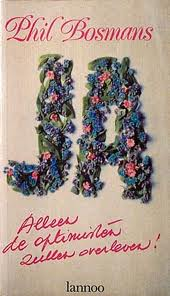 Phil Bosmans
JA
Alleen
de optimisten
zullen overleven!
lannoo